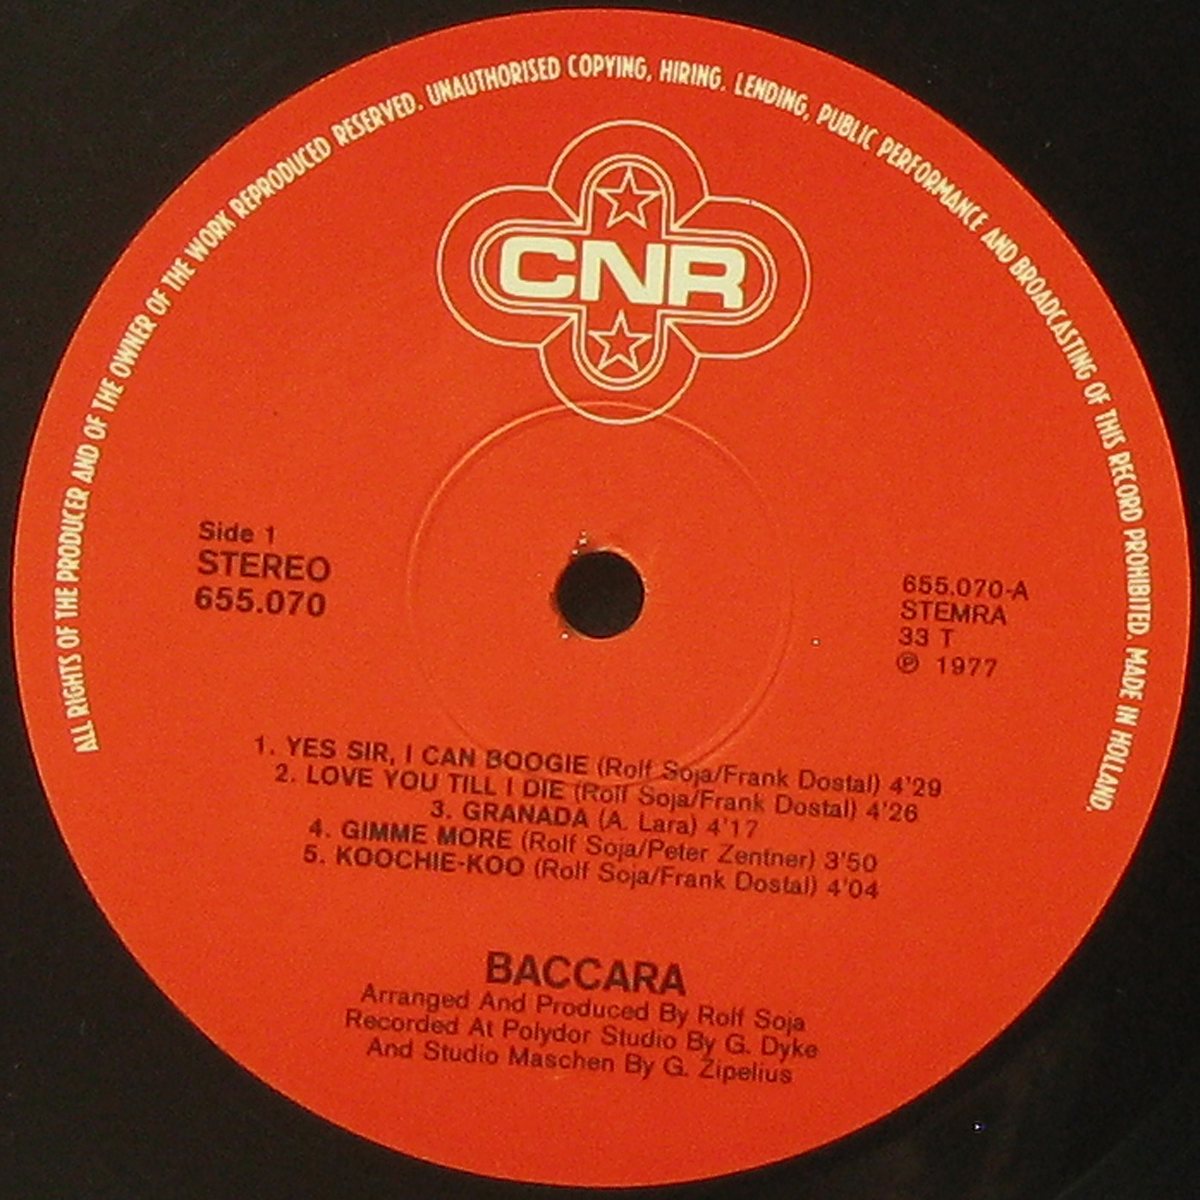 ALL RIGHTS OF THE PRODUCER AND OF THE OWNER OF THE WORK REPRODUCED RESERVED. UNAUTHORISED COPYING, HIRING, LENDING, PUBLIC PERFORMANCE AND BROADCASTING OF THIS RECORD PROHIBITED. MADE IN HOLLAND.
CNR
Side 1
STEREO
655.070
655.070-A
STEMRA
33 T
℗ 1977
1. YES SIR, I CAN BOOGIE (Rolf Soja/Frank Dostal) 4'29
2. LOVE YOU TILL I DIE (Rolf Soja/Frank Dostal) 4'26
3. GRANADA (A. Lara) 4'17
4. GIMME MORE (Rolf Soja/Peter Zentner) 3'50
5. KOOCHIE-KOO (Rolf Soja/Frank Dostal) 4'04
BACCARA
Arranged And Produced By Rolf Soja
Recorded At Polydor Studio By G. Dyke
And Studio Maschen By G. Zipelius